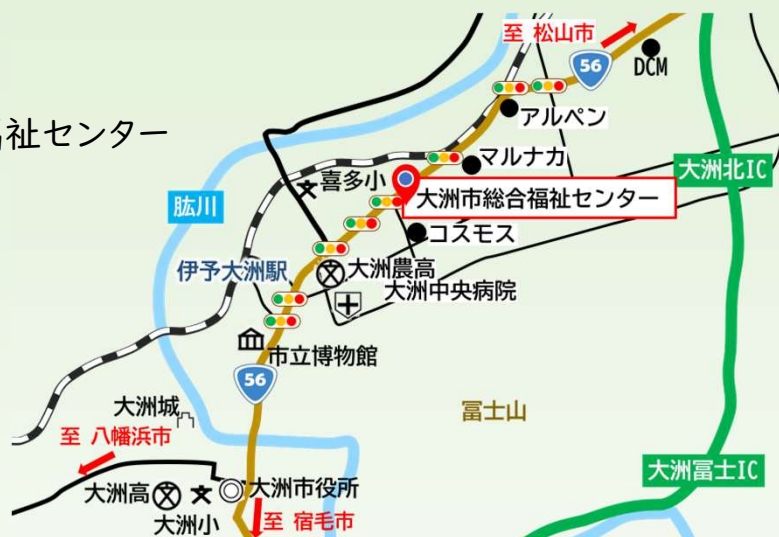 至 松山市
56
DCM
アルペン
祉センター
マルナカ
喜多小
大洲北IC
大洲市総合福祉センター
肱川
コスモス
伊予大洲駅
大洲農高
大洲中央病院
市立博物館
56
大洲城
冨士山
至 八幡浜市
大洲冨士IC
大洲高
大洲市役所
大洲小
至 宿毛市